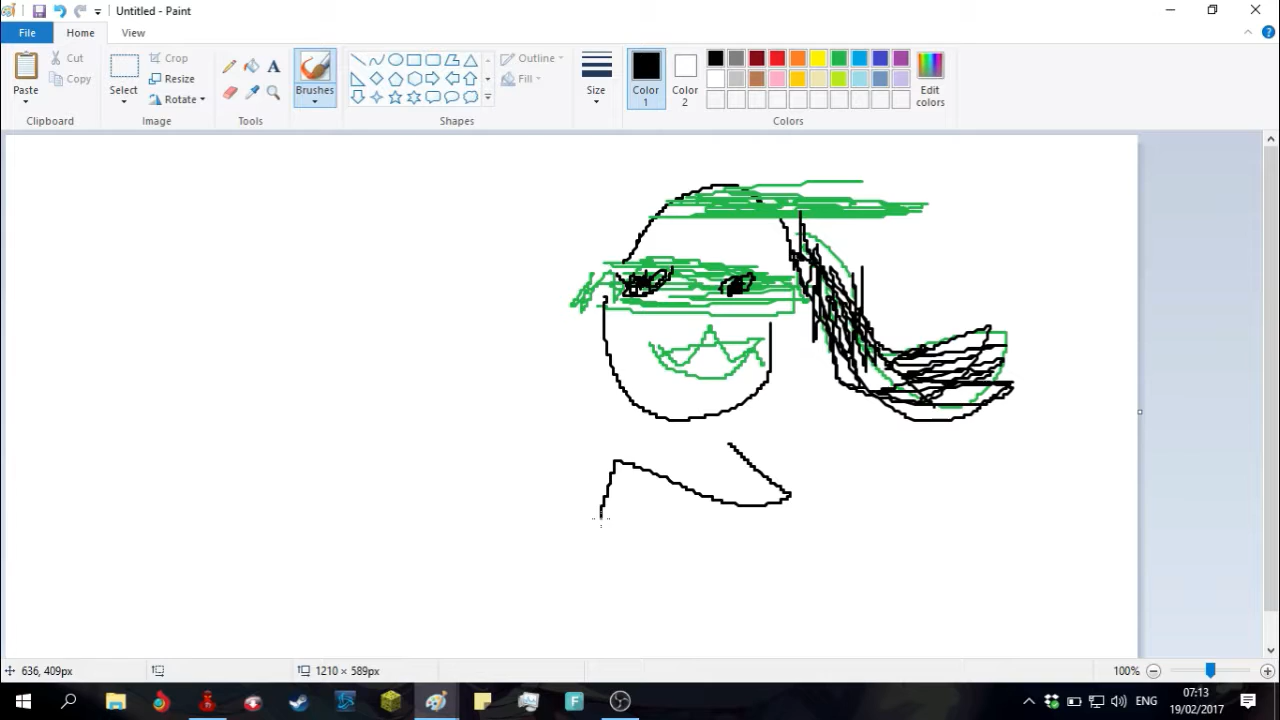 Untitled - Paint
File Home View
Paste
Cut
Copy
Clipboard
Select
Crop
Resize
Rotate
Image
A
Tools
Brushes
Shapes
Outline
Fill
Size
Color 1
Color 2
Edit colors
Colors
636, 409px
1210 × 589px
100%
F
ENG
07:13
19/02/2017